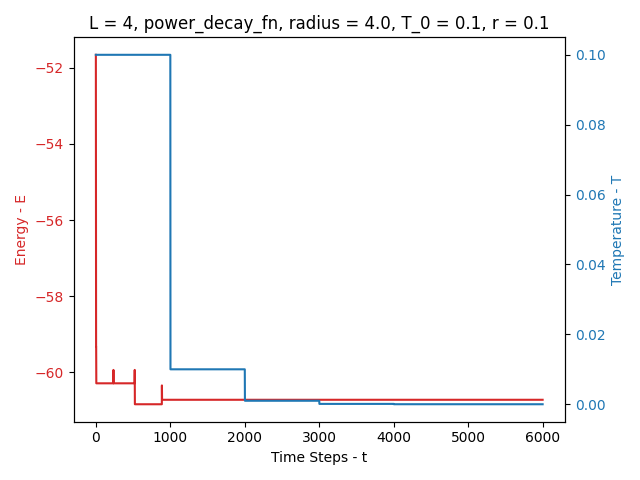 L = 4, power_decay_fn, radius = 4.0, T_0 = 0.1, r = 0.1
Energy - E
−52
−54
−56
−58
−60
0.10
0.08
0.06
0.04
0.02
0.00
Temperature - T
0 1000 2000 3000 4000 5000 6000
Time Steps - t